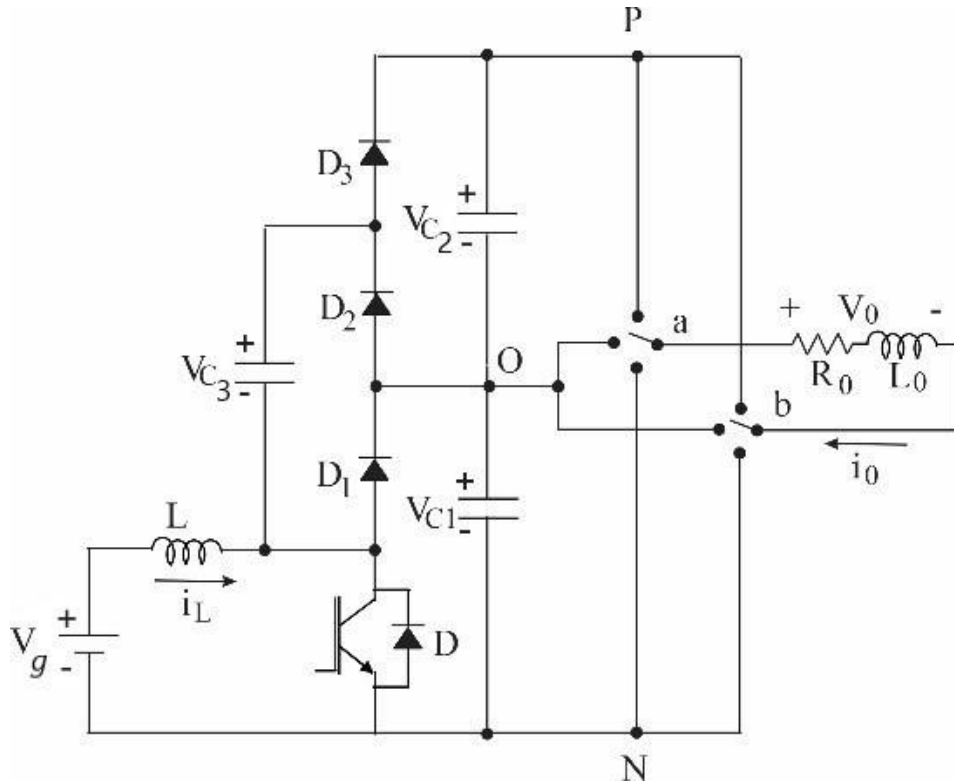 P
D3
+
VC2
-
D2
+
VC3
-
O
a
+ V0 -
R0 L0
b
i0
D1
+
VC1
-
L
iL
+
Vg
-
D
N